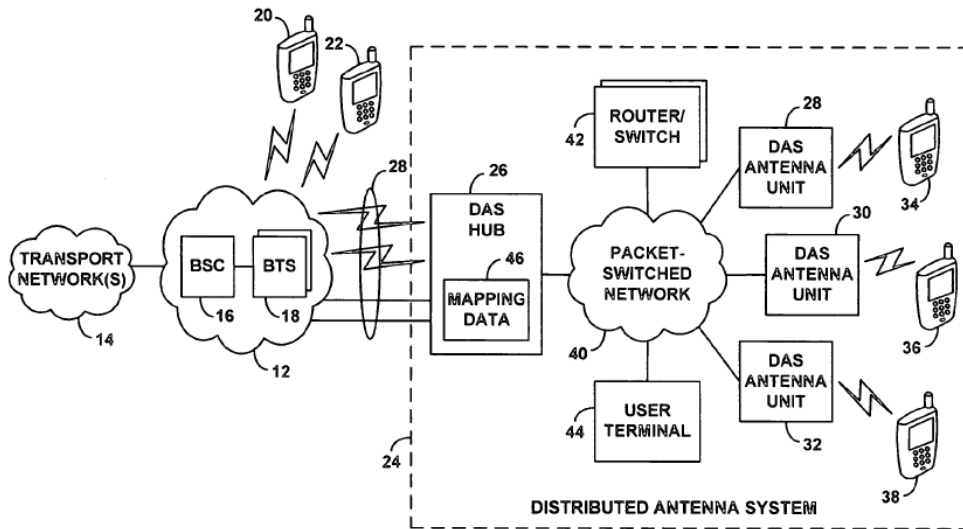 20
22
28
TRANSPORT
NETWORK(S)
14
BSC
16
BTS
18
12
26
DAS
HUB
46
MAPPING
DATA
42
ROUTER/
SWITCH
PACKET-
SWITCHED
NETWORK
40
44
USER
TERMINAL
28
DAS
ANTENNA
UNIT
34
30
DAS
ANTENNA
UNIT
36
DAS
ANTENNA
UNIT
32
38
24
DISTRIBUTED ANTENNA SYSTEM